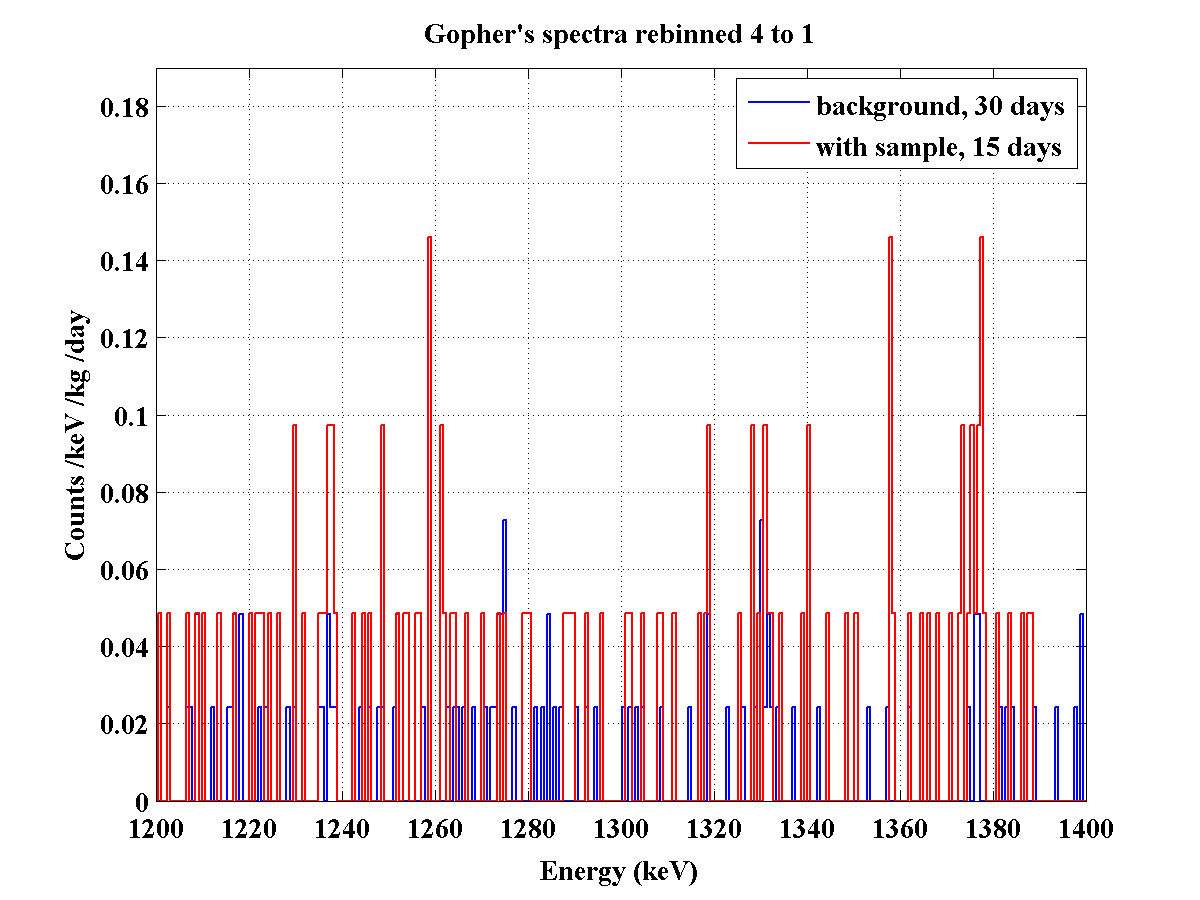 Gopher's spectra rebinned 4 to 1
background, 30 days
with sample, 15 days
Counts /keV /kg /day
0.18
0.16
0.14
0.12
0.1
0.08
0.06
0.04
0.02
0
1200 1220 1240 1260 1280 1300 1320 1340 1360 1380 1400
Energy (keV)